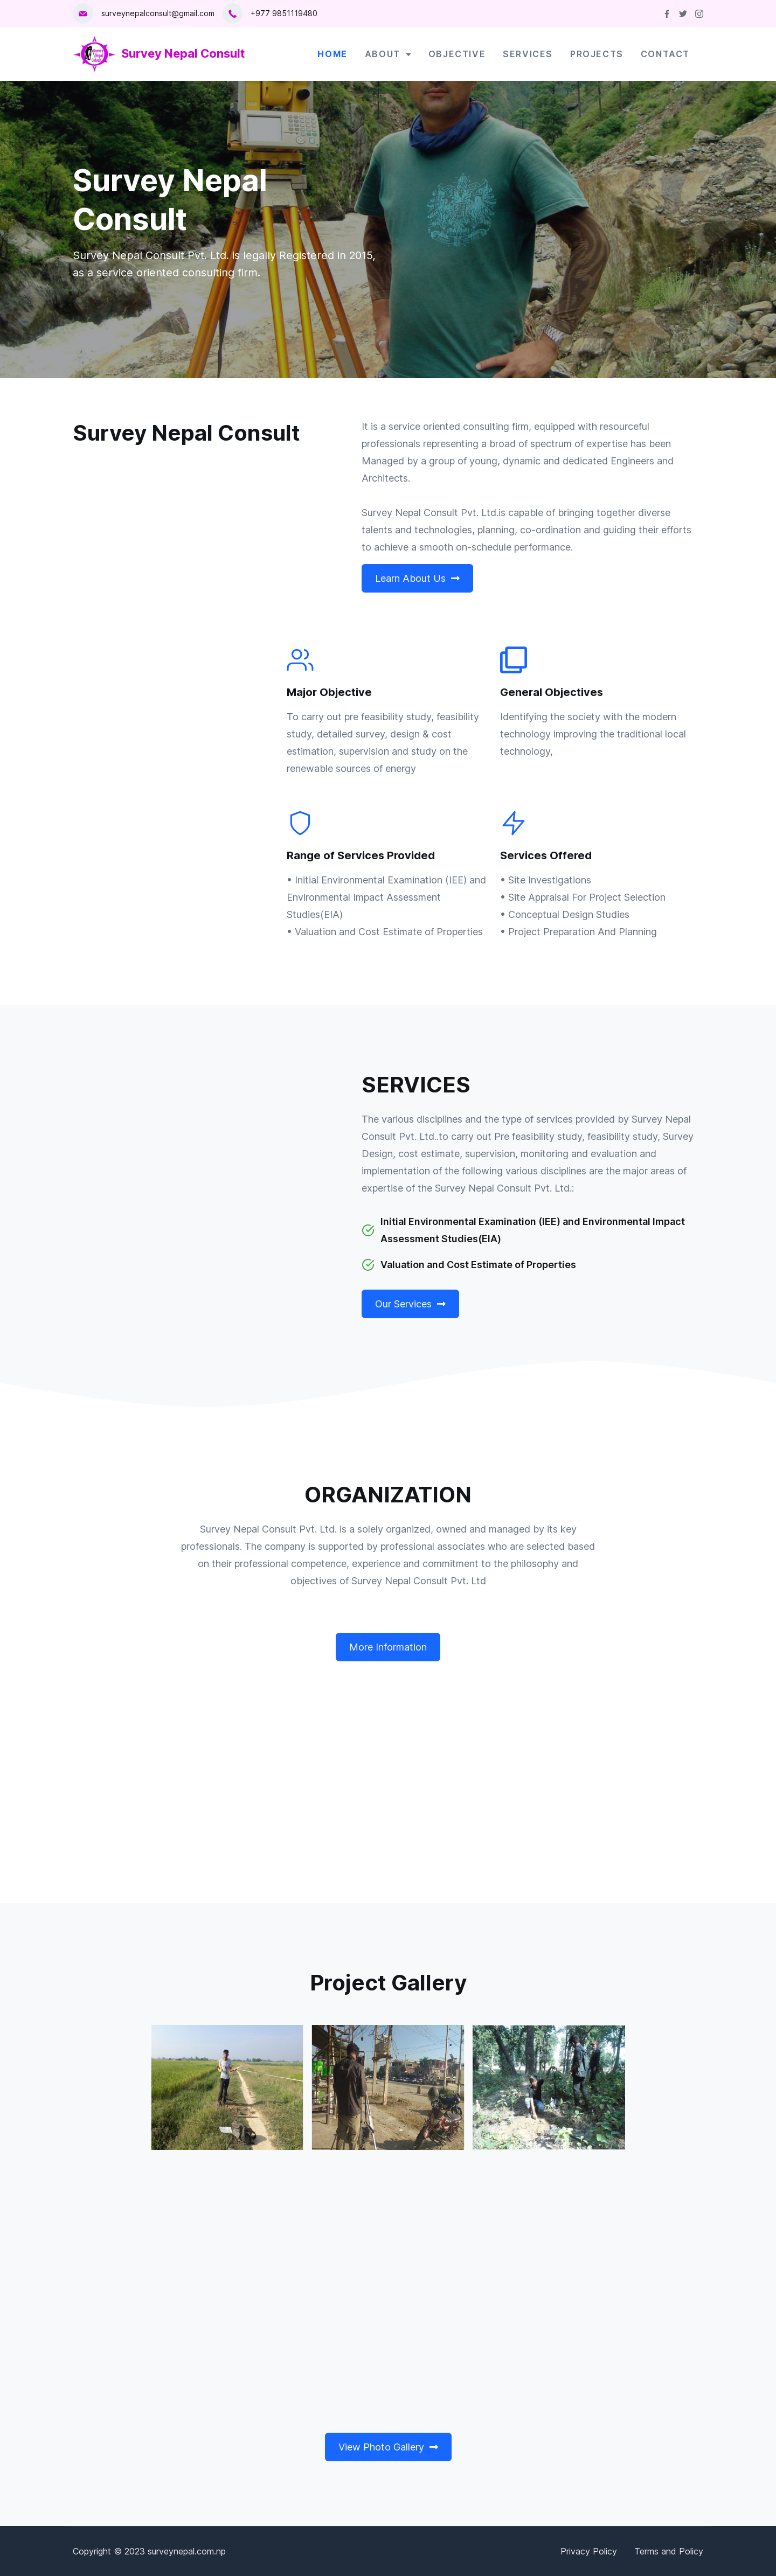 surveynepalconsult@gmail.com
+977 9851119480
Survey Nepal Consult
HOME
ABOUT
OBJECTIVE
SERVICES
PROJECTS
CONTACT
Survey Nepal
Consult
Survey Nepal Consult Pvt. Ltd. is legally Registered in 2015,
as a service oriented consulting firm.
Survey Nepal Consult
It is a service oriented consulting firm, equipped with resourceful
professionals representing a broad of spectrum of expertise has been
Managed by a group of young, dynamic and dedicated Engineers and
Architects.
Survey Nepal Consult Pvt. Ltd.is capable of bringing together diverse
talents and technologies, planning, co-ordination and guiding their efforts
to achieve a smooth on-schedule performance.
Learn About Us
Major Objective
To carry out pre feasibility study, feasibility
study, detailed survey, design & cost
estimation, supervision and study on the
renewable sources of energy
General Objectives
Identifying the society with the modern
technology improving the traditional local
technology,
Range of Services Provided
• Initial Environmental Examination (IEE) and
Environmental Impact Assessment
Studies(EIA)
• Valuation and Cost Estimate of Properties
Services Offered
• Site Investigations
• Site Appraisal For Project Selection
• Conceptual Design Studies
• Project Preparation And Planning
SERVICES
The various disciplines and the type of services provided by Survey Nepal
Consult Pvt. Ltd..to carry out Pre feasibility study, feasibility study, Survey
Design, cost estimate, supervision, monitoring and evaluation and
implementation of the following various disciplines are the major areas of
expertise of the Survey Nepal Consult Pvt. Ltd.:
Initial Environmental Examination (IEE) and Environmental Impact
Assessment Studies(EIA)
Valuation and Cost Estimate of Properties
Our Services
ORGANIZATION
Survey Nepal Consult Pvt. Ltd. is a solely organized, owned and managed by its key
professionals. The company is supported by professional associates who are selected based
on their professional competence, experience and commitment to the philosophy and
objectives of Survey Nepal Consult Pvt. Ltd
More Information
Project Gallery
View Photo Gallery
Copyright © 2023 surveynepal.com.np
Privacy Policy
Terms and Policy